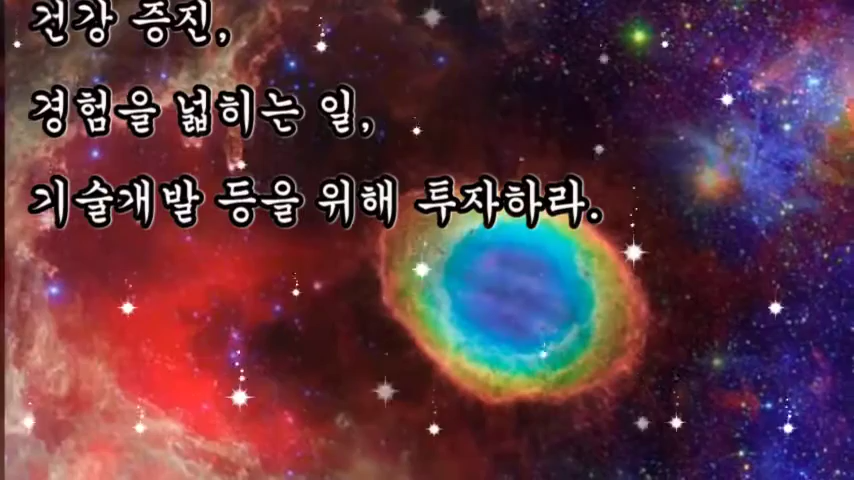 건강 증진,
경험을 넓히는 일,
기술개발 등을 위해 투자하라.